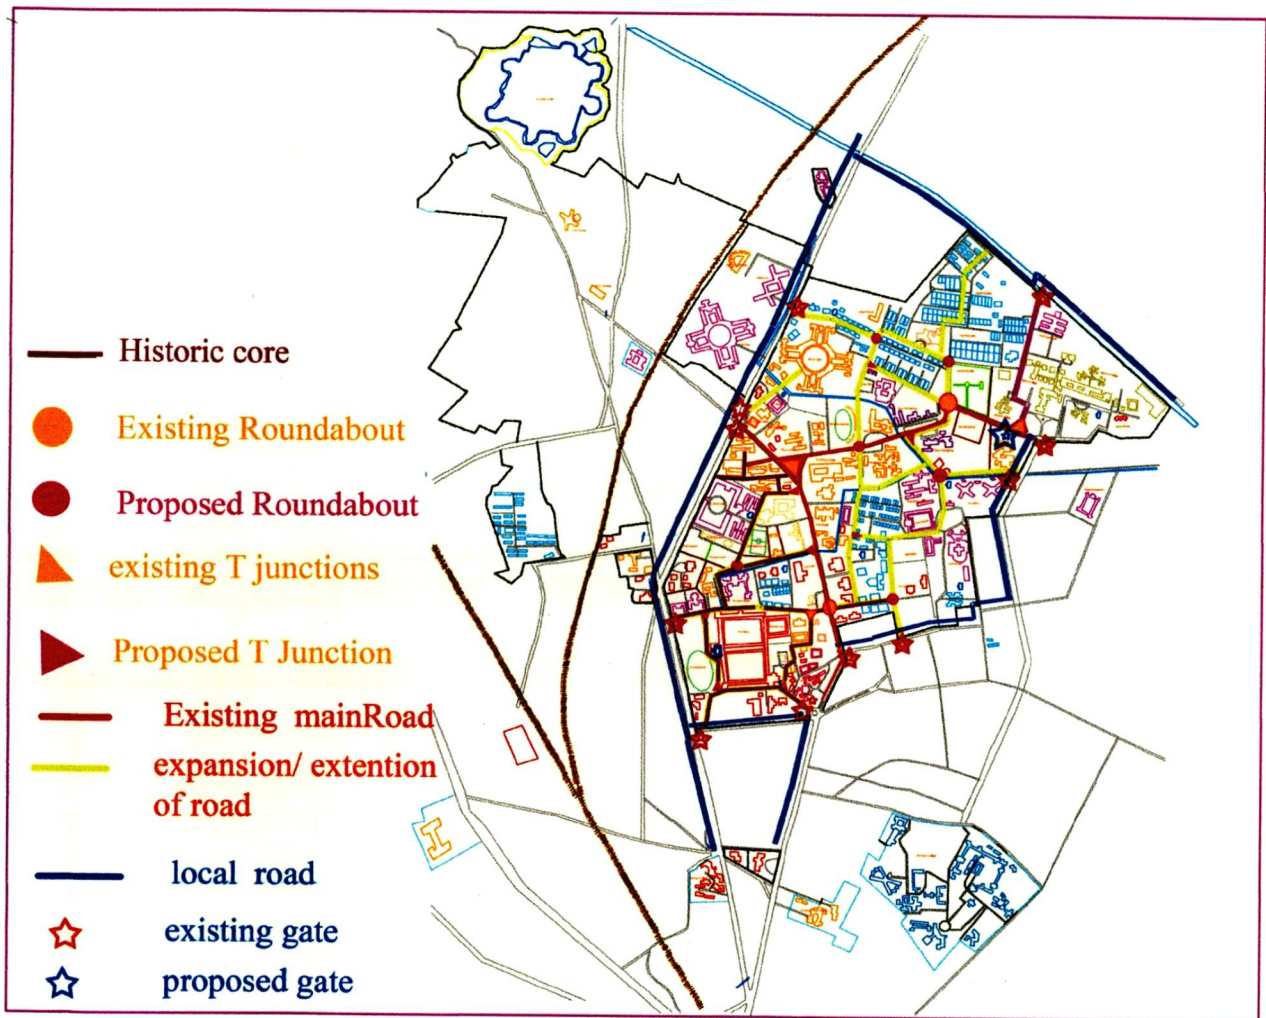 Historic core
Existing Roundabout
Proposed Roundabout
existing T junctions
Proposed T Junction
Existing mainRoad
expansion/ extention
of road
local road
existing gate
proposed gate